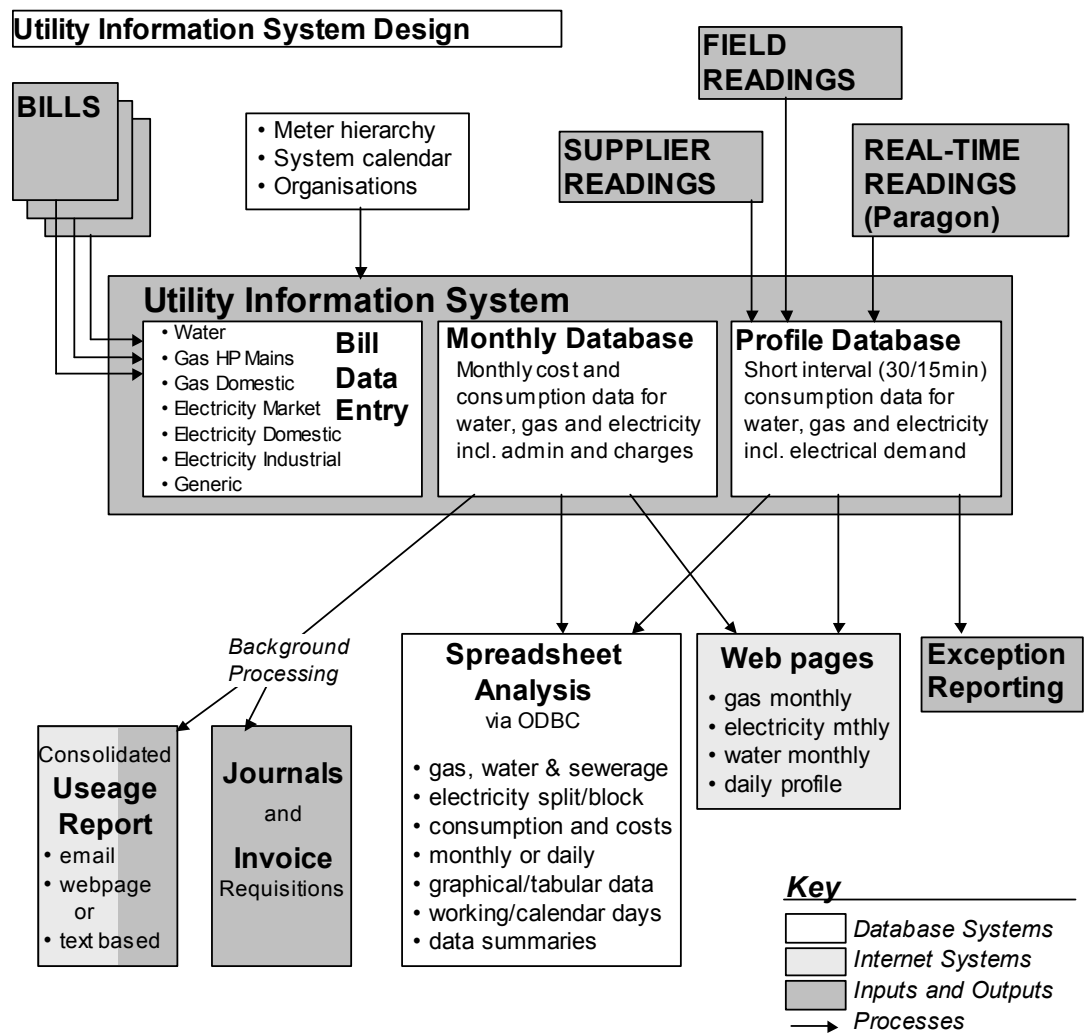 Utility Information System Design
BILLS
• Meter hierarchy
• System calendar
• Organisations
FIELD
READINGS
SUPPLIER
READINGS
REAL-TIME
READINGS
(Paragon)
Utility Information System
• Water
• Gas HP Mains
• Gas Domestic
• Electricity Market
• Electricity Domestic
• Electricity Industrial
• Generic
Bill
Data
Entry
Monthly Database
Monthly cost and
consumption data for
water, gas and electricity
incl. admin and charges
Profile Database
Short interval (30/15min)
consumption data for
water, gas and electricity
incl. electrical demand
Background
Processing
Consolidated
Useage
Report
• email
• webpage
or
• text based
Journals
and
Invoice
Requisitions
Spreadsheet
Analysis
via ODBC
• gas, water & sewerage
• electricity split/block
• consumption and costs
• monthly or daily
• graphical/tabular data
• working/calendar days
• data summaries
Web pages
• gas monthly
• electricity mthly
• water monthly
• daily profile
Exception
Reporting
Key
Database Systems
Internet Systems
Inputs and Outputs
Processes